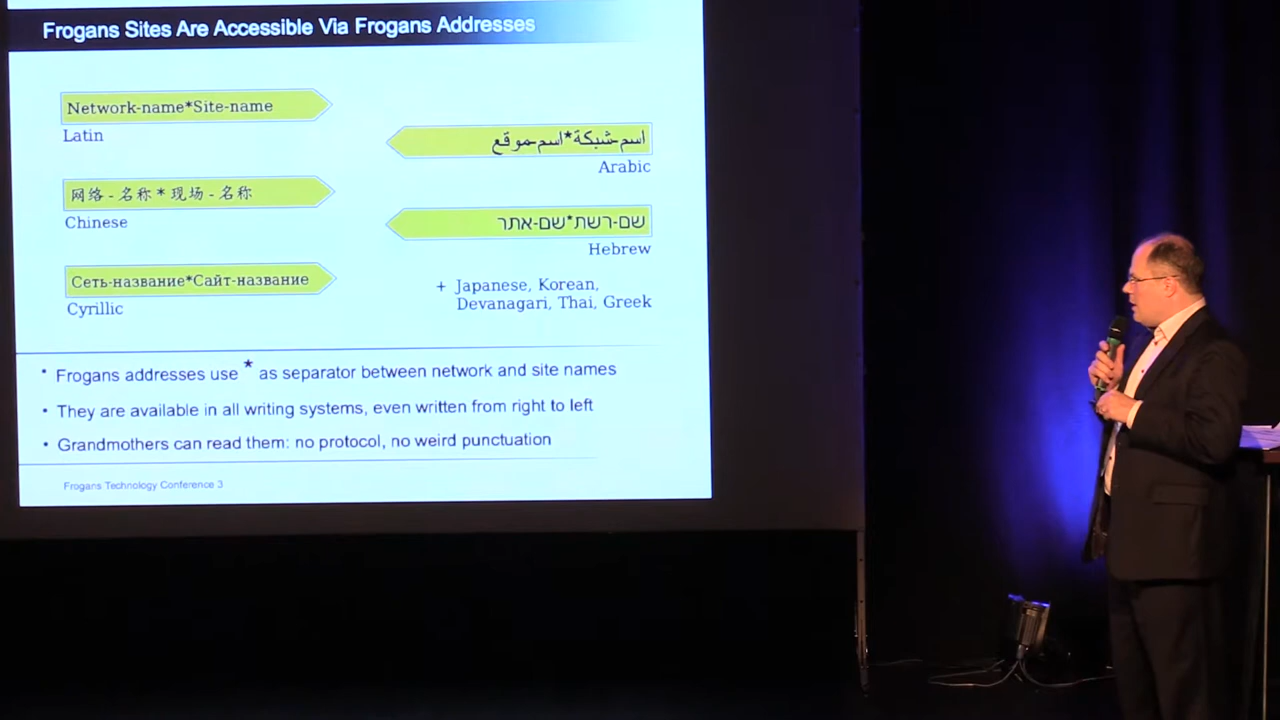 Frogans Sites Are Accessible Via Frogans Addresses
Network-name*Site-name
Latin
网络 - 名称 * 现场 - 名称
Chinese
Сеть-название*Сайт-название
Cyrillic
اسم-شبكة*اسم-موقع
Arabic
שם-רשת*שם-אתר
Hebrew
+ Japanese, Korean,
Devanagari, Thai, Greek
• Frogans addresses use * as separator between network and site names
• They are available in all writing systems, even written from right to left
• Grandmothers can read them: no protocol, no weird punctuation
Frogans Technology Conference 3